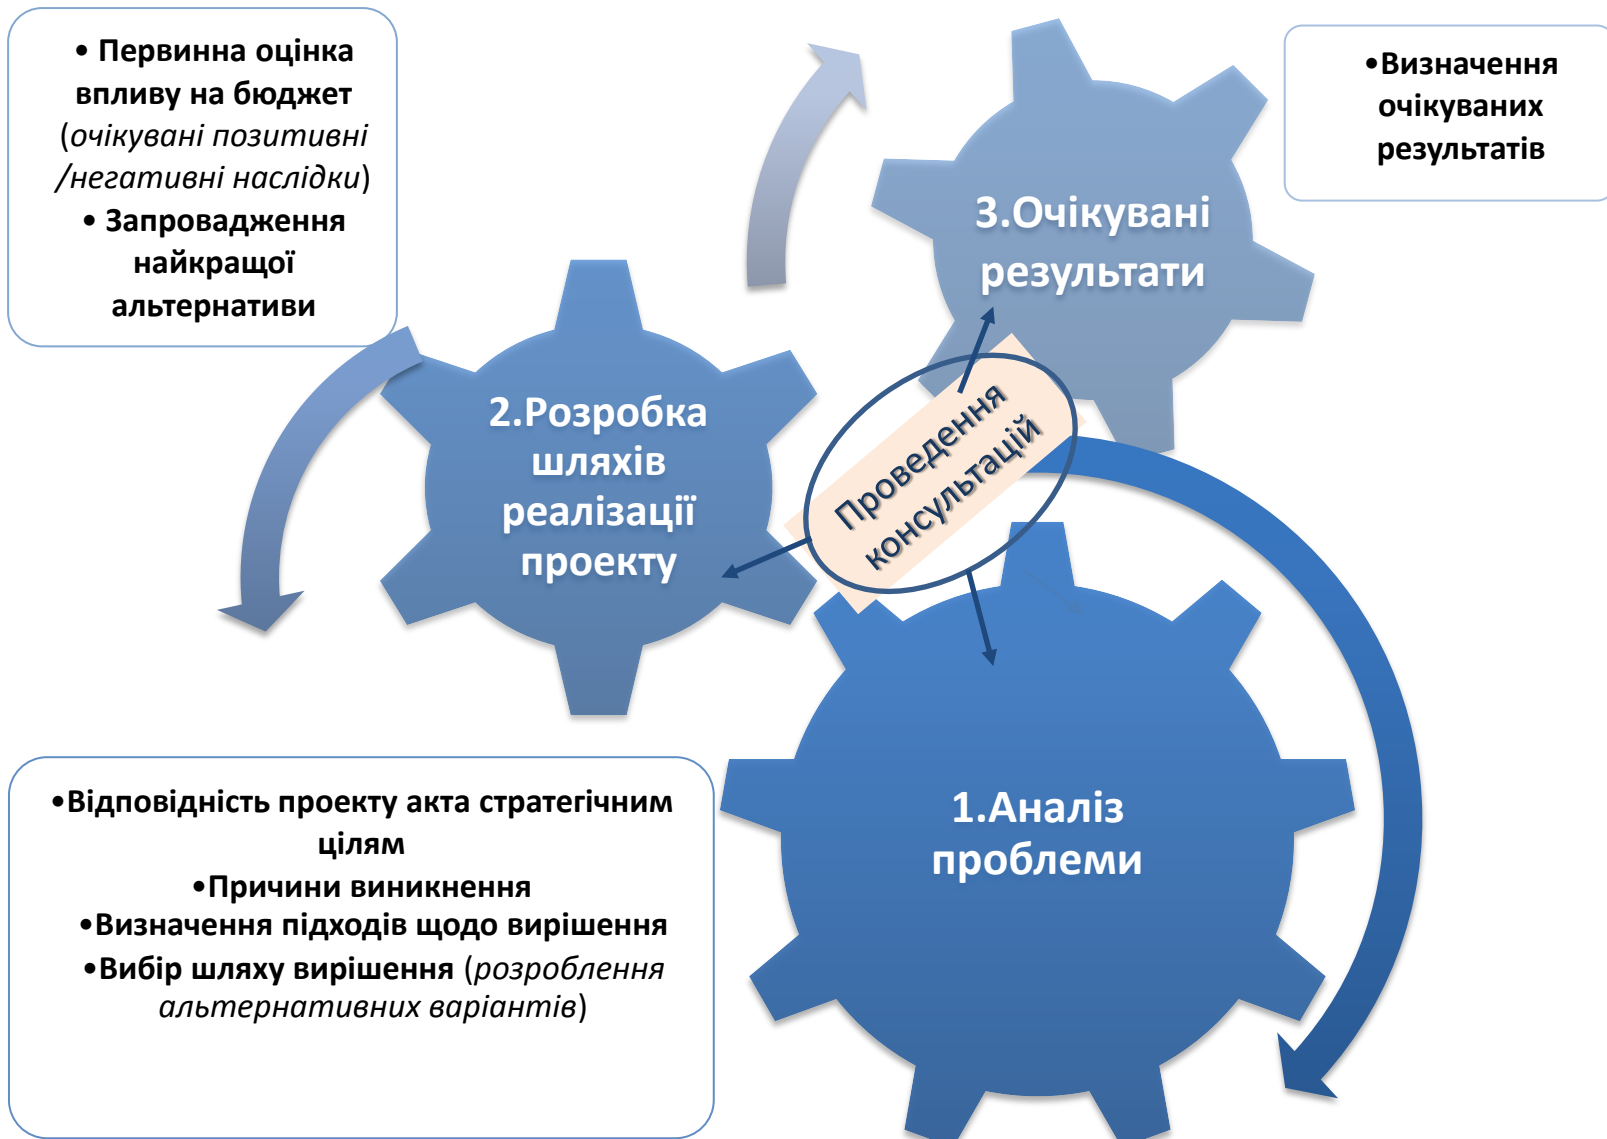 • Первинна оцінка
впливу на бюджет
(очікувані позитивні
/негативні наслідки)
• Запровадження
найкращої
альтернативи
•Визначення
очікуваних
результатів
3.Очікувані
результати
2.Розробка
шляхів
реалізації
проекту
Проведення
консультацій
1.Аналіз
проблеми
•Відповідність проекту акта стратегічним
цілям
•Причини виникнення
•Визначення підходів щодо вирішення
•Вибір шляху вирішення (розроблення
альтернативних варіантів)